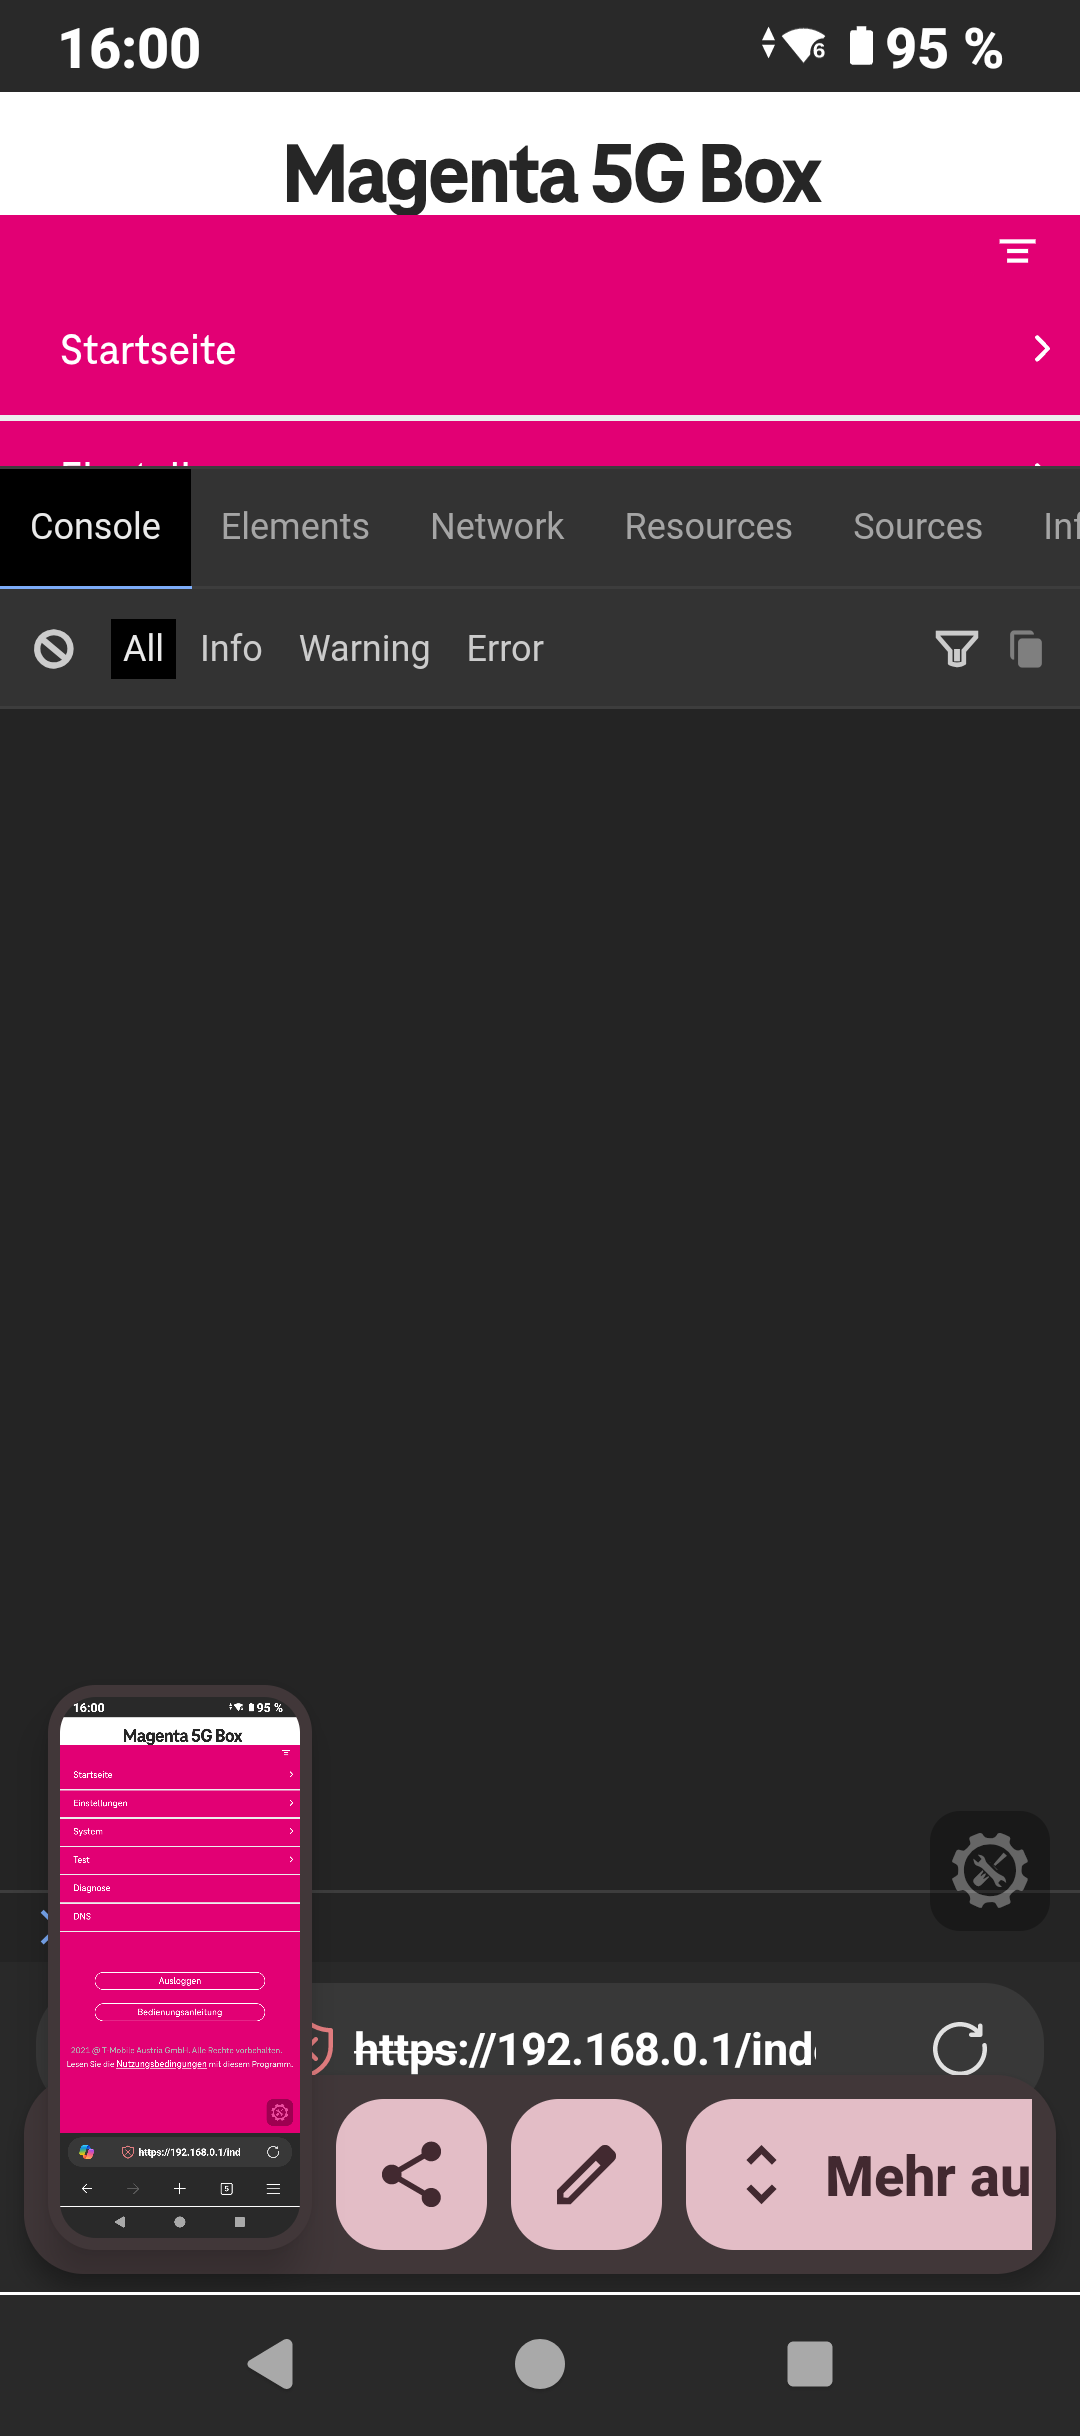 16:00
6
95 %
Magenta 5G Box
Startseite
Console Elements Network Resources Sources Inf
All Info Warning Error
16:00 95 %
Magenta 5G Box
Startseite
Einstellungen
System
Test
Diagnose
DNS
Ausloggen
Bedienungsanleitung
2021 @ T-Mobile Austria GmbH. Alle Rechte vorbehalten.
Lesen Sie die Nutzungsbedingungen mit diesem Programm.
https://192.168.0.1/ind
5
https://192.168.0.1/ind
Mehr au